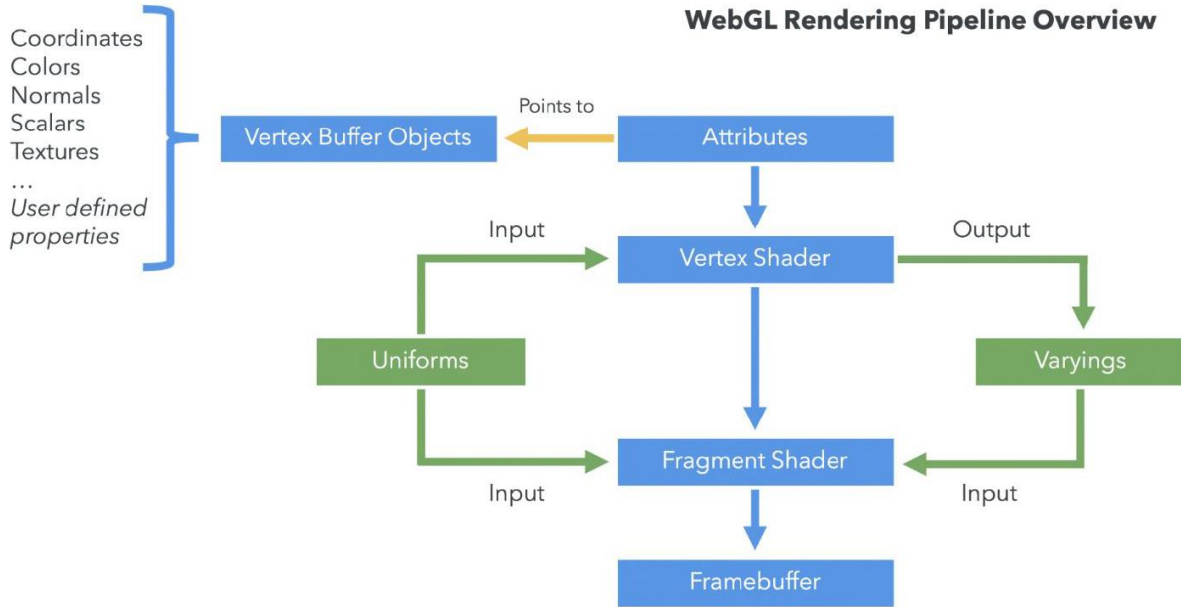 WebGL Rendering Pipeline Overview
Coordinates
Colors
Normals
Scalars
Textures
...
User defined
properties
Vertex Buffer Objects
Points to
Attributes
Input
Vertex Shader
Output
Uniforms
Varyings
Fragment Shader
Input
Input
Framebuffer